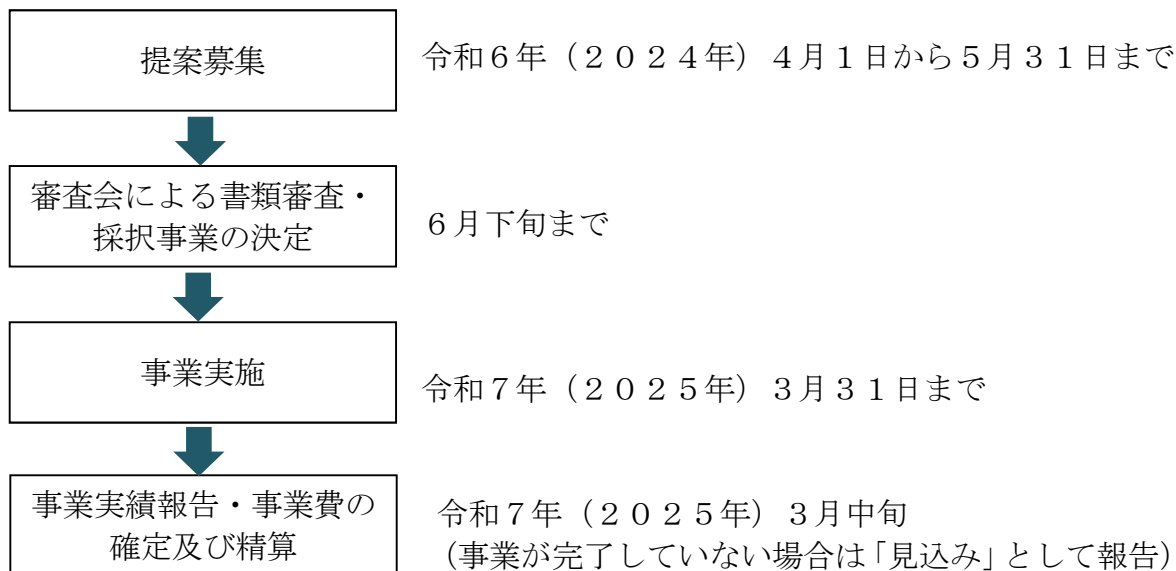 提案募集
令和６年（２０２４年）４月１日から５月３１日まで
審査会による書類審査・
採択事業の決定
６月下旬まで
事業実施
令和７年（２０２５年）３月３１日まで
事業実績報告・事業費の
確定及び精算
令和７年（２０２５年）３月中旬
（事業が完了していない場合は「見込み」として報告）